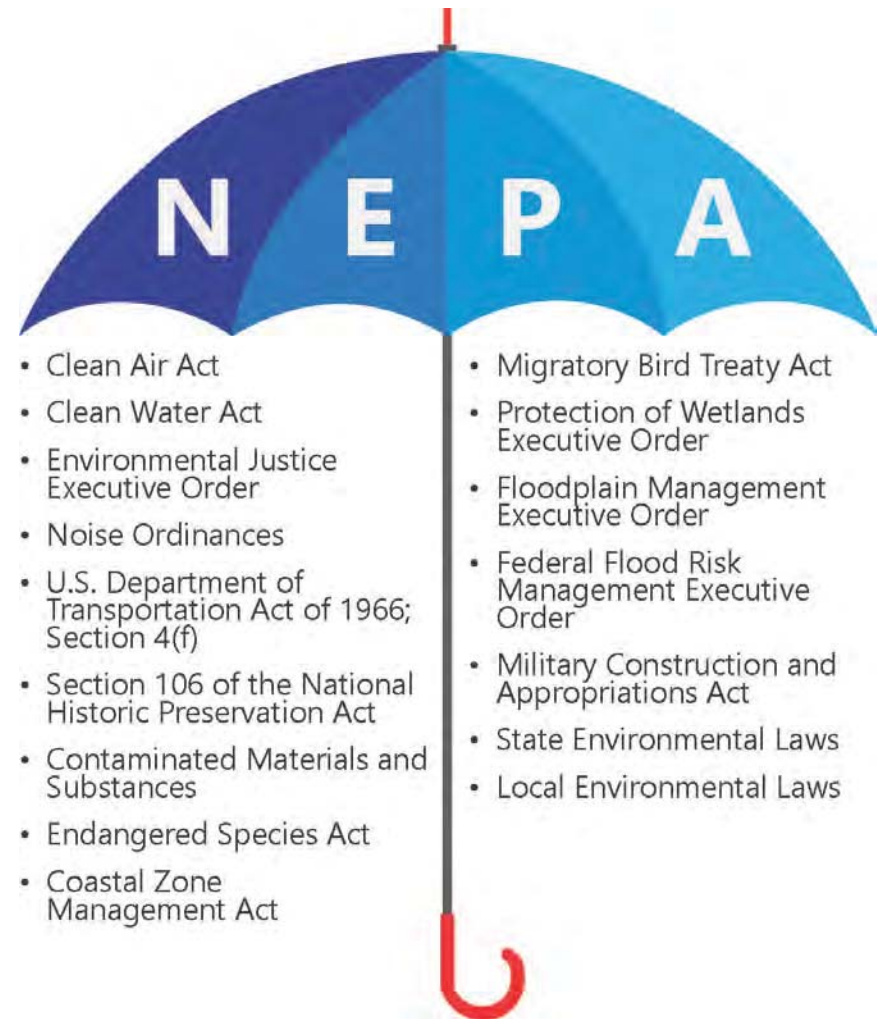 N E P A
• Clean Air Act
• Clean Water Act
• Environmental Justice
Executive Order
• Noise Ordinances
• U.S. Department of
Transportation Act of 1966;
Section 4(f)
• Section 106 of the National
Historic Preservation Act
• Contaminated Materials and
Substances
• Endangered Species Act
• Coastal Zone
Management Act
• Migratory Bird Treaty Act
• Protection of Wetlands
Executive Order
• Floodplain Management
Executive Order
• Federal Flood Risk
Management Executive
Order
• Military Construction and
Appropriations Act
• State Environmental Laws
• Local Environmental Laws